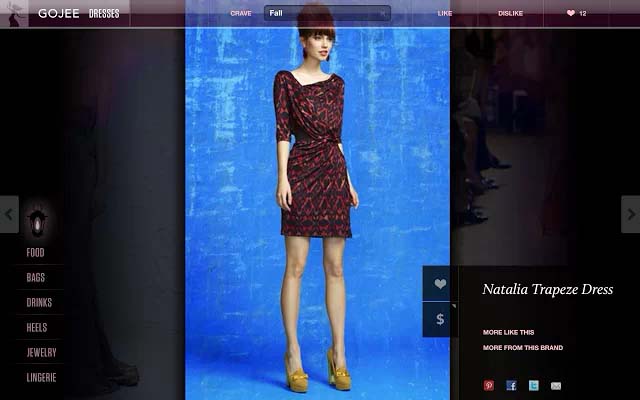 GOJEE DRESSES CRAVE Fall LIKE DISLIKE 12
FOOD
BAGS
DRINKS
HEELS
JEWELRY
LINGERIE
$
Natalia Trapeze Dress
MORE LIKE THIS
MORE FROM THIS BRAND